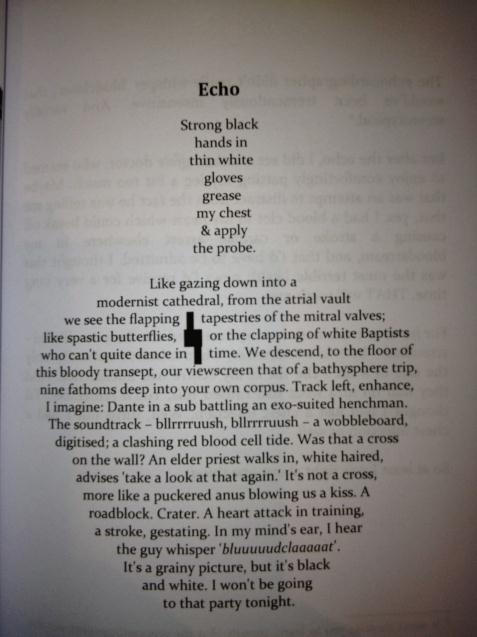 Echo
Strong black
hands in
thin white
gloves
grease
my chest
& apply
the probe.
Like gazing down into a
modernist cathedral, from the atrial vault
we see the flapping tapestries of the mitral valves;
like spastic butterflies, or the clapping of white Baptists
who can't quite dance in time. We descend, to the floor of
this bloody transept, our viewscreen that of a bathysphere trip,
nine fathoms deep into your own corpus. Track left, enhance,
I imagine: Dante in a sub battling an exo-suited henchman.
The soundtrack – bllrrrruush, bllrrrruush – a wobbleboard,
digitised; a clashing red blood cell tide. Was that a cross
on the wall? An elder priest walks in, white haired,
advises 'take a look at that again.' It's not a cross,
more like a puckered anus blowing us a kiss. A
roadblock. Crater. A heart attack in training,
a stroke, gestating. In my mind's ear, I hear
the guy whisper 'bluuuuudclaaaaat'.
It's a grainy picture, but it's black
and white. I won't be going
to that party tonight.